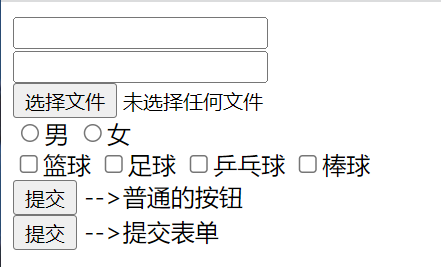 选择文件 未选择任何文件
男 女
篮球 足球 乒乓球 棒球
提交 -->普通的按钮
提交 -->提交表单